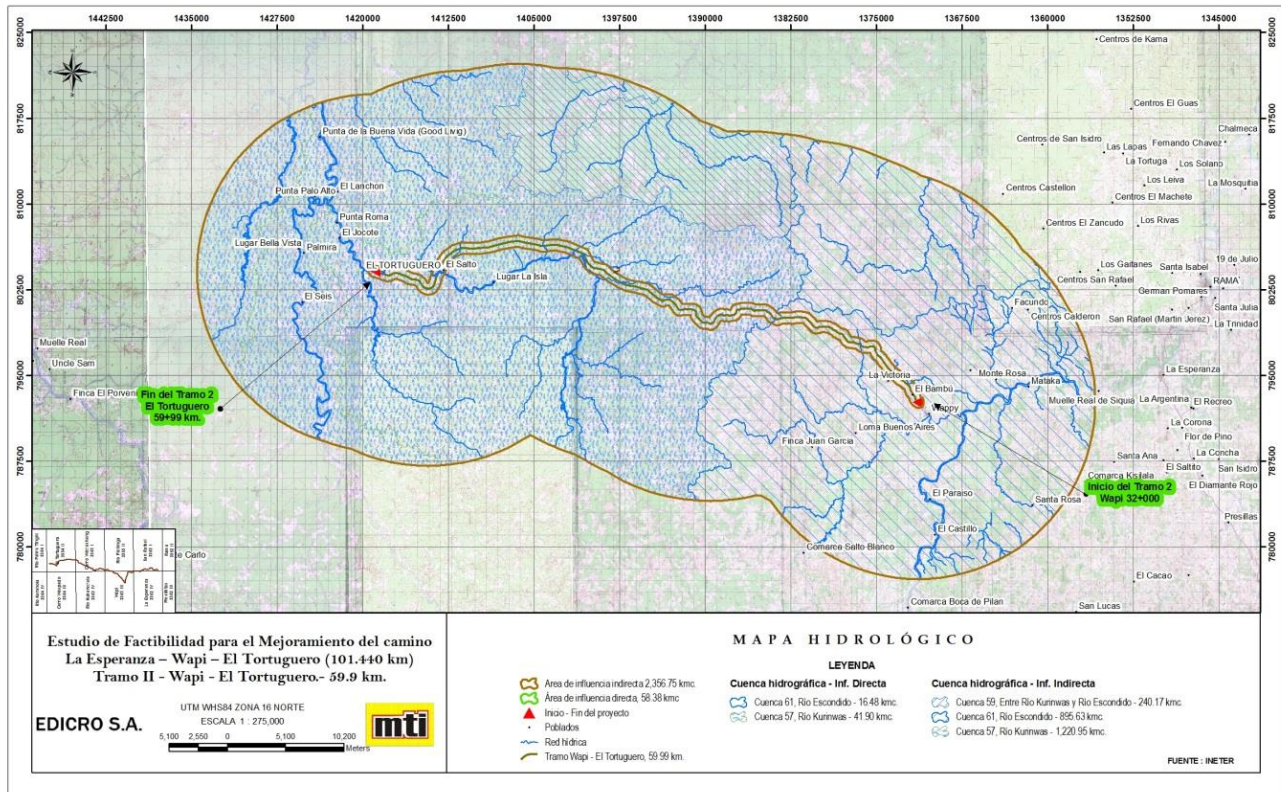 1442500 1435000 1427500 1420000 1412500 1405000 1397500 1390000 1382500 1375000 1367500 1360000 1352500 1345000
825000 825000
Centros de Kama
817500 817500
Centros El Guas
Chalmeca
Punta de la Buena Vida (Good Livig)
Centros de San Isidro
Fernando Chavez
Las Lapas
La Tortuga
Los Solano
Los Leiva
La Mosquitia
El Lanchon
Punta Palo Alto
Centros Castellon
Centros El Machete
810000 810000
Punta Roma
Los Rivas
Centros El Zancudo
El Jocote
Lugar Bella Vista
Palmira
EL TORTUGUERO
El Salto
Lugar La Isla
Los Gaitanes
Santa Isabel
19 de Julio
Centros San Rafael
RAMA
802500 802500
German Pomares
El Seis
Facundo
Centros Calderon
San Rafael (Martin Jerez)
Santa Julia
La Trinidad
Muelle Real
Uncle Sam
795000 795000
La Victoria
Monte Rosa
Mataka
La Esperanza
El Bambú
Finca El Porveni
Fin del Tramo 2
El Tortuguero
59+99 km.
Wappy
Muelle Real de Siquia
La Argentina
El Recreo
Loma Buenos Aires
Finca Juan Garcia
La Corona
Flor de Pino
787500 787500
La Concha
Santa Ana
San Isidro
Comarca Kisilala
El Saltito
El Diamante Rojo
Inicio del Tramo 2
Wapi 32+000
El Paraiso
Santa Rosa
Presillas
El Castillo
780000 780000
Comarca Salto Blanco
Carlo
El Cacao
Comarca Boca de Pilan
San Lucas
Estudio de Factibilidad para el Mejoramiento del camino
La Esperanza – Wapi – El Tortuguero (101.440 km)
Tramo II - Wapi - El Tortuguero.- 59.9 km.
EDICRO S.A.
UTM WHS84 ZONA 16 NORTE
ESCALA 1 : 275,000
5,100 2,550 0 5,100 10,200
Meters
mti
MAPA HIDROLÓGICO
LEYENDA
Area de influencia indirecta 2,356.75 kmc.
Área de influencia directa, 58.38 kmc.
Inicio - Fin del proyecto
Poblados
Red hídrica
Tramo Wapi - El Tortuguero, 59.99 km.
Cuenca hidrográfica - Inf. Directa
Cuenca 61, Río Escondido - 16.48 kmc.
Cuenca 57, Río Kurinwas - 41.90 kmc.
Cuenca hidrográfica - Inf. Indirecta
Cuenca 59, Entre Río Kurinwas y Río Escondido - 240.17 kmc.
Cuenca 61, Río Escondido - 895.63 kmc.
Cuenca 57, Río Kurinwas - 1,220.95 kmc.
FUENTE : INETER